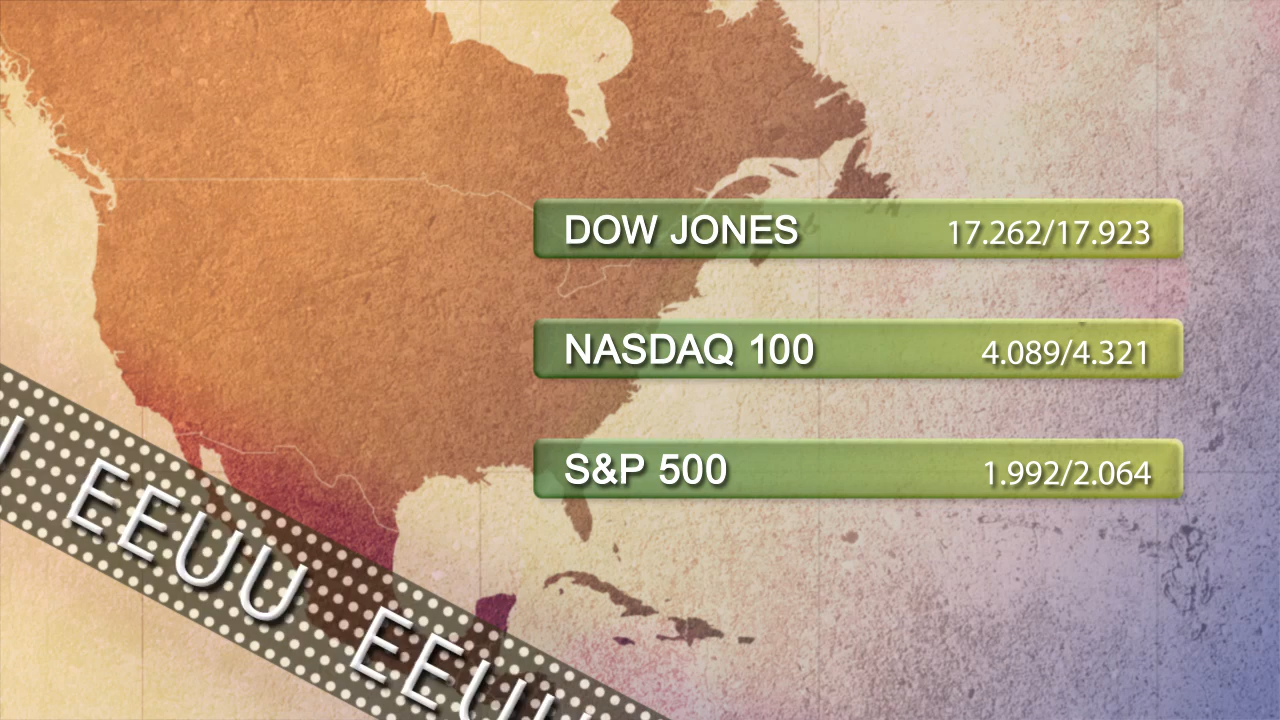 DOW JONES 17.262/17.923
NASDAQ 100 4.089/4.321
S&P 500 1.992/2.064
EEUU EEUU